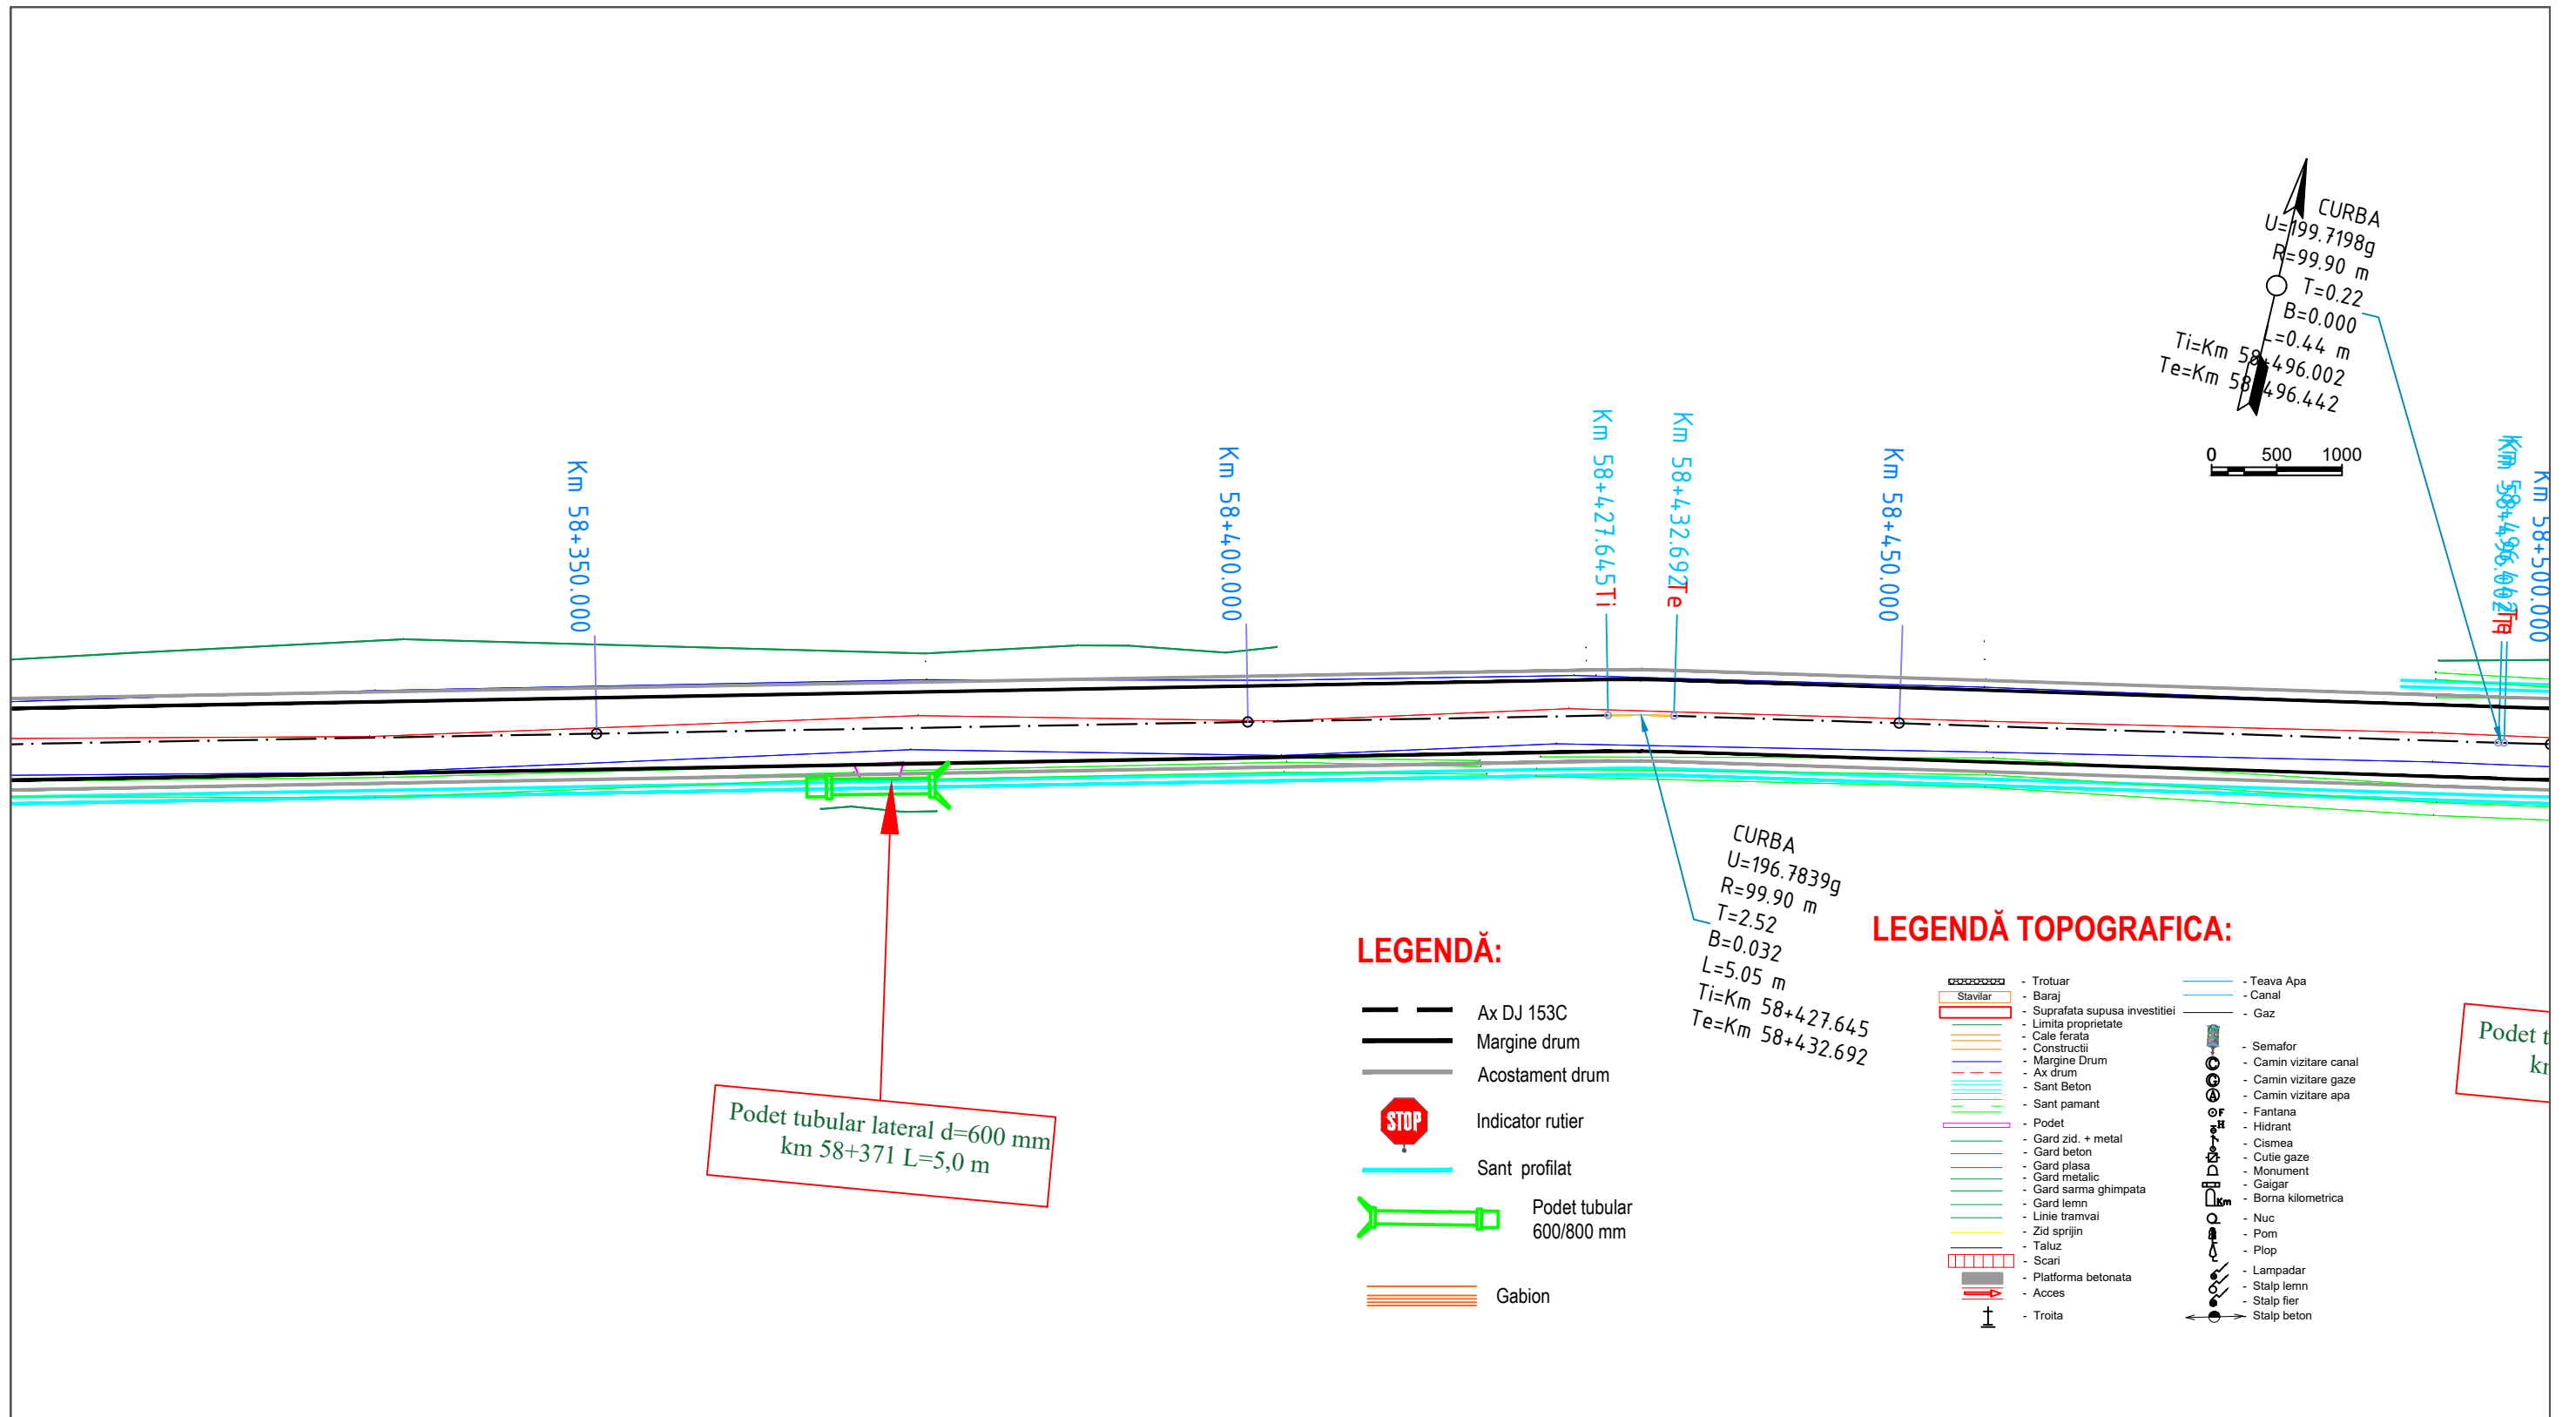 CURBA
U=199.7198g
R=99.90 m
T=0.22
B=0.000
L=0.44 m
Ti=Km 58+496.002
Te=Km 58+496.442
0 500 1000
Km 58+350.000
Km 58+400.000
Km 58+427.645Ti
Km 58+432.692Te
Km 58+450.000
Km 58+500.000
CURBA
U=196.7839g
R=99.90 m
T=2.52
B=0.032
L=5.05 m
Ti=Km 58+427.645
Te=Km 58+432.692
Podet tubular lateral d=600 mm
km 58+371 L=5,0 m
LEGENDĂ:
Ax DJ 153C
Margine drum
Acostament drum
STOP
Indicator rutier
Sant profilat
Podet tubular
600/800 mm
Gabion
LEGENDĂ TOPOGRAFICA:
- Trotuar
Stavilar - Baraj
- Suprafata supusa investitiei
- Limita proprietate
- Cale ferata
- Constructii
- Margine Drum
- Ax drum
- Sant Beton
- Sant pamant
- Podet
- Gard zid. + metal
- Gard beton
- Gard plasa
- Gard metalic
- Gard sarma ghimpata
- Gard lemn
- Linie tramvai
- Zid sprijin
- Taluz
- Scari
- Platforma betonata
- Acces
- Troita
- Teava Apa
- Canal
- Gaz
- Semafor
C - Camin vizitare canal
G - Camin vizitare gaze
A - Camin vizitare apa
F - Fantana
H - Hidrant
- Cismea
- Cutie gaze
- Monument
- Gaigar
Km - Borna kilometrica
- Nuc
- Pom
- Plop
- Lampadar
- Stalp lemn
- Stalp fier
- Stalp beton
Podet